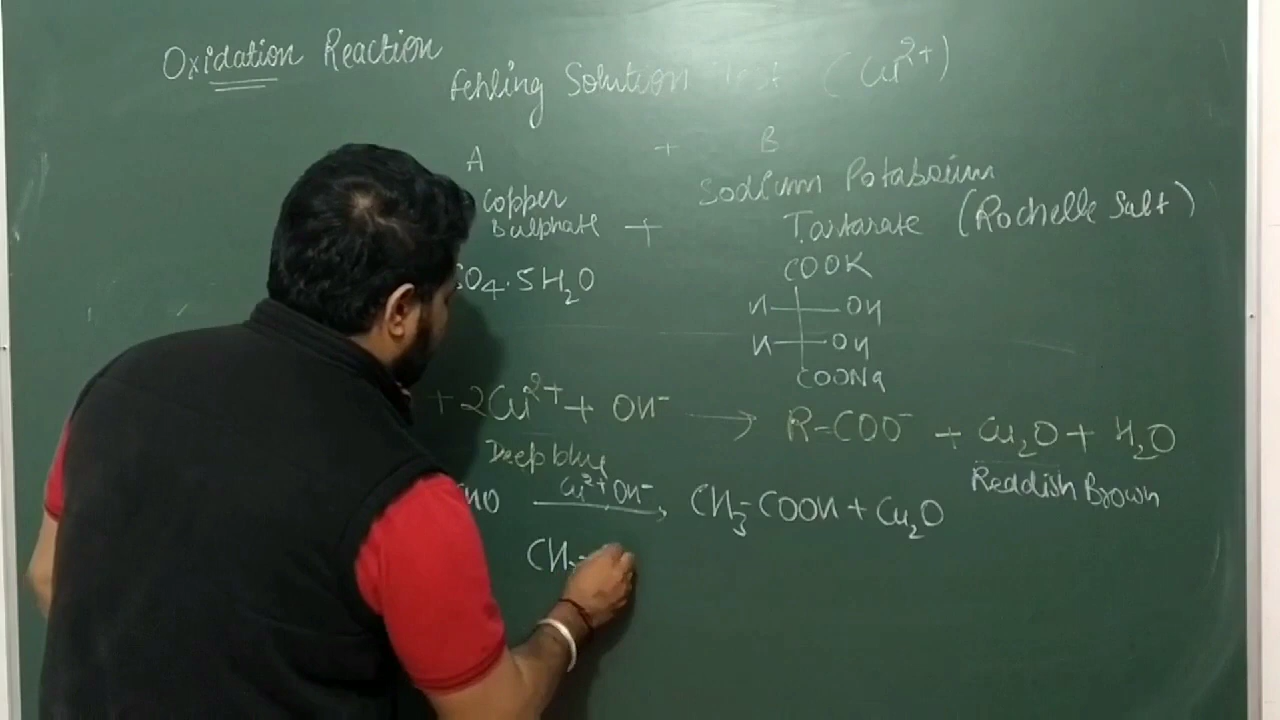 Oxidation Reaction
Fehling Solution Test (Cu²⁺)
A + B
Copper Sodium Potassium
Sulphate + Tartarate (Rochelle Salt)
SO₄.5H₂O COOK
H OH
H OH
COONa
+ 2Cu²⁺ + OH⁻ → R-COO⁻ + Cu₂O + H₂O
Deep blue Reddish Brown
Cu²⁺ OH⁻
HO → CH₃-COOH + Cu₂O
CH₃-